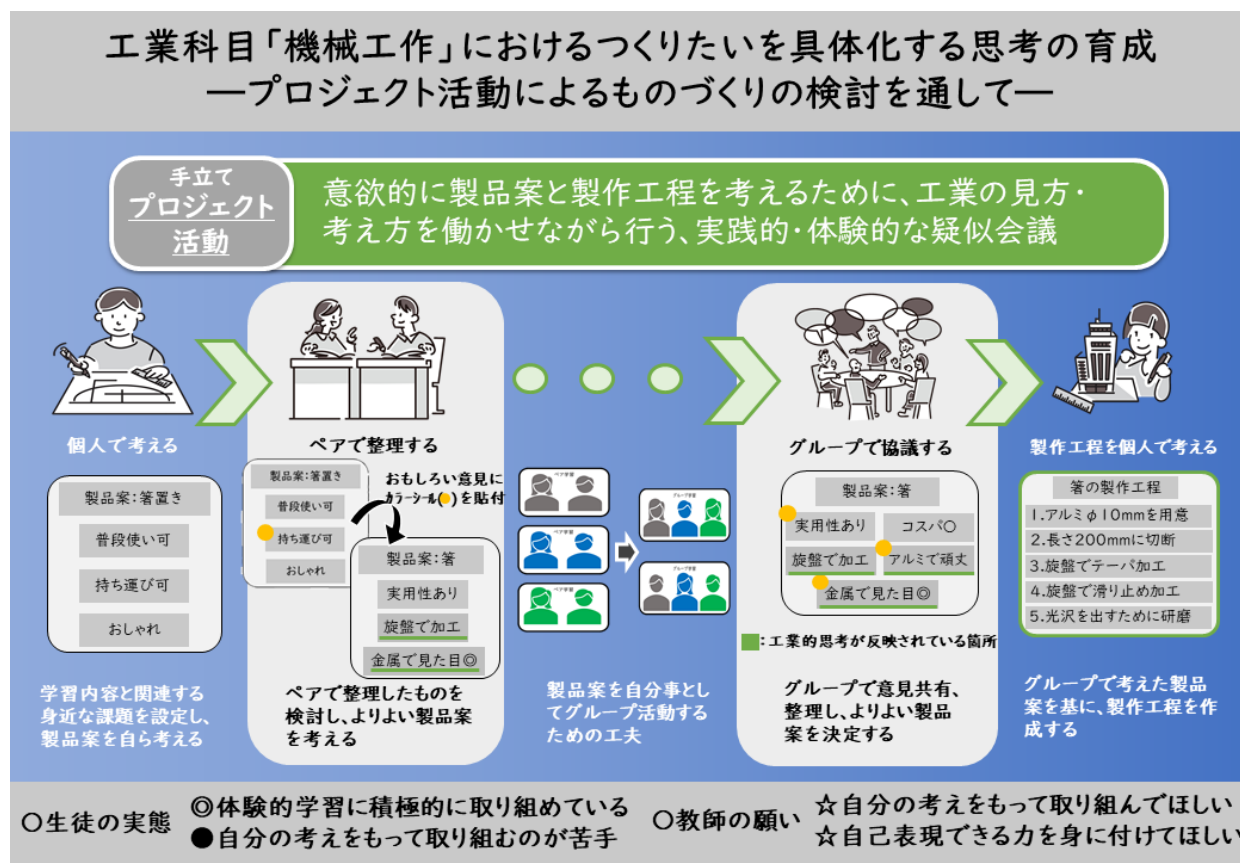 工業科目「機械工作」におけるつくりたいを具体化する思考の育成
―プロジェクト活動によるものづくりの検討を通して―
手立て
プロジェクト
活動
意欲的に製品案と製作工程を考えるために、工業の見方・
考え方を働かせながら行う、実践的・体験的な疑似会議
個人で考える
製品案：箸置き
普段使い可
持ち運び可
おしゃれ
学習内容と関連する
身近な課題を設定し、
製品案を自ら考える
ペアで整理する
製品案：箸置き
普段使い可
持ち運び可
おしゃれ
おもしろい意見に
カラーシール(●)を貼付
製品案：箸
実用性あり
旋盤で加工
金属で見た目◎
ペアで整理したものを
検討し、よりよい製品案
を考える
ペア学習
ペア学習
ペア学習
グループ学習
グループ学習
製品案を自分事とし
てグループ活動する
ための工夫
グループで協議する
製品案：箸
実用性あり
コスパ○
旋盤で加工
アルミで頑丈
金属で見た目◎
■：工業的思考が反映されている箇所
グループで意見共有、
整理し、よりよい製品
案を決定する
製作工程を個人で考える
箸の製作工程
1.アルミφ10mmを用意
2.長さ200mmに切断
3.旋盤でテーパ加工
4.旋盤で滑り止め加工
5.光沢を出すために研磨
グループで考えた製品
案を基に、製作工程を作
成する
○生徒の実態
◎体験的学習に積極的に取り組めている
●自分の考えをもって取り組むのが苦手
○教師の願い
☆自分の考えをもって取り組んでほしい
☆自己表現できる力を身に付けてほしい